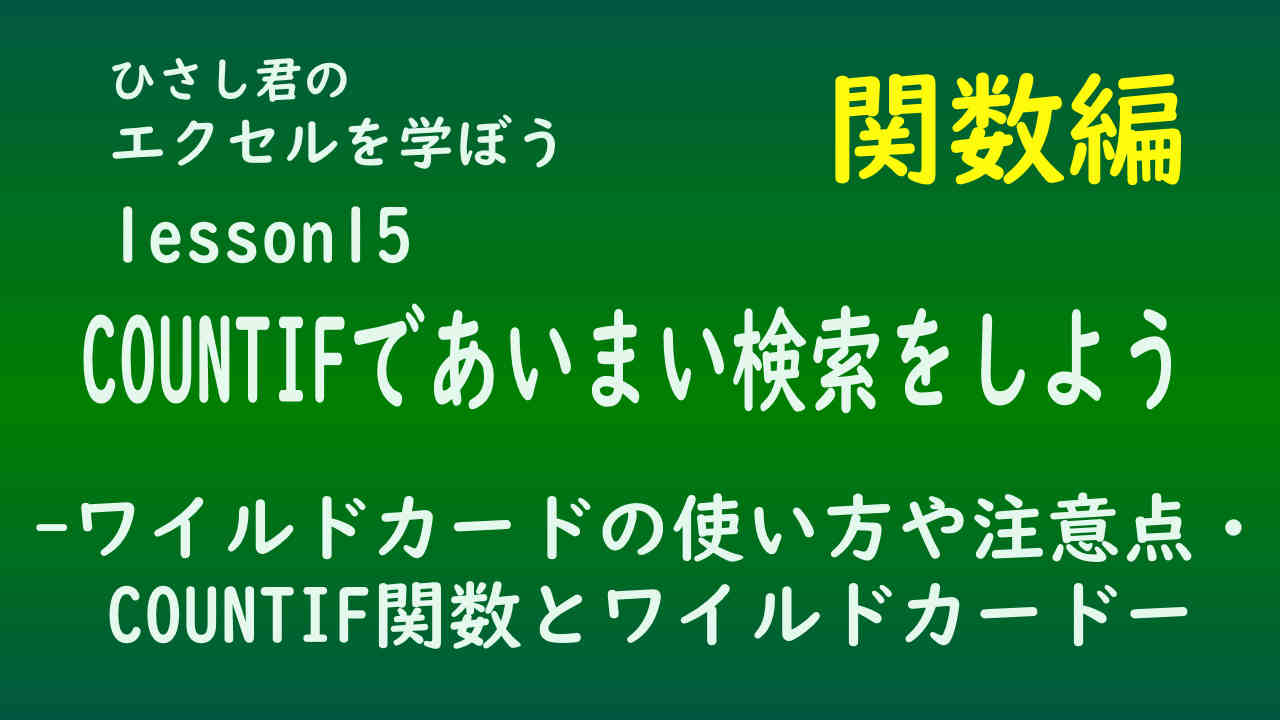 ひさし君の
エクセルを学ぼう
関数編
lesson15
COUNTIFであいまい検索をしよう
-ワイルドカードの使い方や注意点・
COUNTIF関数とワイルドカードー